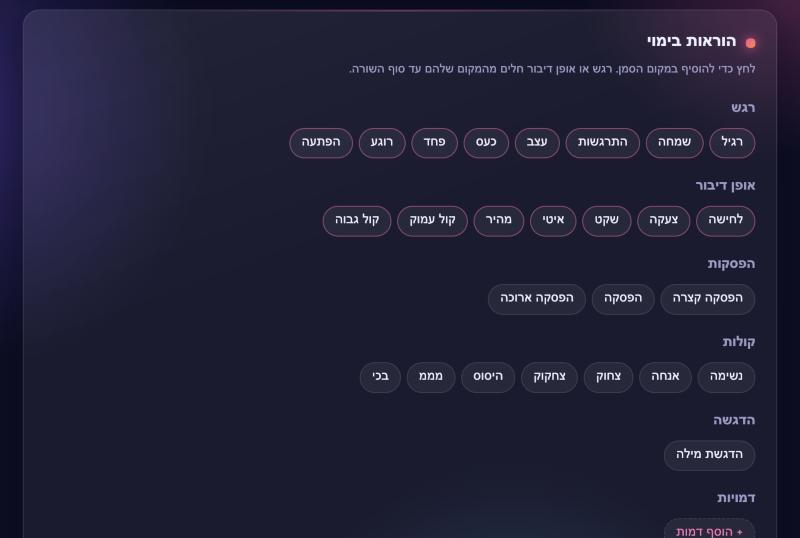 הוראות בימוי
לחץ כדי להוסיף במקום הסמן. רגש או אופן דיבור חלים מהמקום שלהם עד סוף השורה.
רגש
רגיל שמחה התרגשות עצב כעס פחד רוגע הפתעה
אופן דיבור
לחישה צעקה שקט איטי מהיר קול עמוק קול גבוה
הפסקות
הפסקה קצרה הפסקה הפסקה ארוכה
קולות
נשימה אנחה צחוק צחקוק היסוס מממ בכי
הדגשה
הדגשת מילה
דמויות
+ הוסף דמות